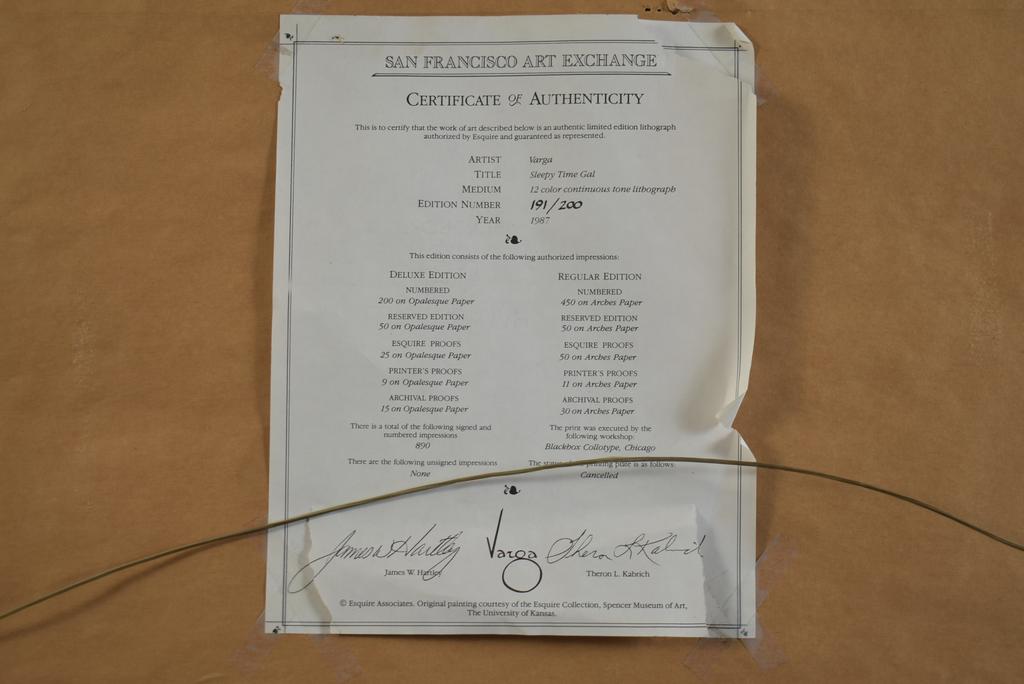 SAN FRANCISCO ART EXCHANGE
CERTIFICATE OF AUTHENTICITY
This is to certify that the work of art described below is an authentic limited edition lithograph
authorized by Esquire and guaranteed as represented.
ARTIST Varga
TITLE Sleepy Time Gal
MEDIUM 12 color continuous tone lithograph
EDITION NUMBER 191/200
YEAR 1987
This edition consists of the following authorized impressions:
DELUXE EDITION
NUMBERED
200 on Opalesque Paper
RESERVED EDITION
50 on Opalesque Paper
ESQUIRE PROOFS
25 on Opalesque Paper
PRINTER'S PROOFS
9 on Opalesque Paper
ARCHIVAL PROOFS
15 on Opalesque Paper
There is a total of the following signed and
numbered impressions
890
There are the following unsigned impressions
None
REGULAR EDITION
NUMBERED
450 on Arches Paper
RESERVED EDITION
50 on Arches Paper
ESQUIRE PROOFS
50 on Arches Paper
PRINTER'S PROOFS
11 on Arches Paper
ARCHIVAL PROOFS
30 on Arches Paper
The print was executed by the
following workshop:
Blackbox Collotype, Chicago
The status of the printing plate is as follows:
Cancelled
James W Hartley Varga Theron L Kabrich
James W. Hartley Theron L. Kabrich
© Esquire Associates. Original painting courtesy of the Esquire Collection, Spencer Museum of Art,
The University of Kansas.